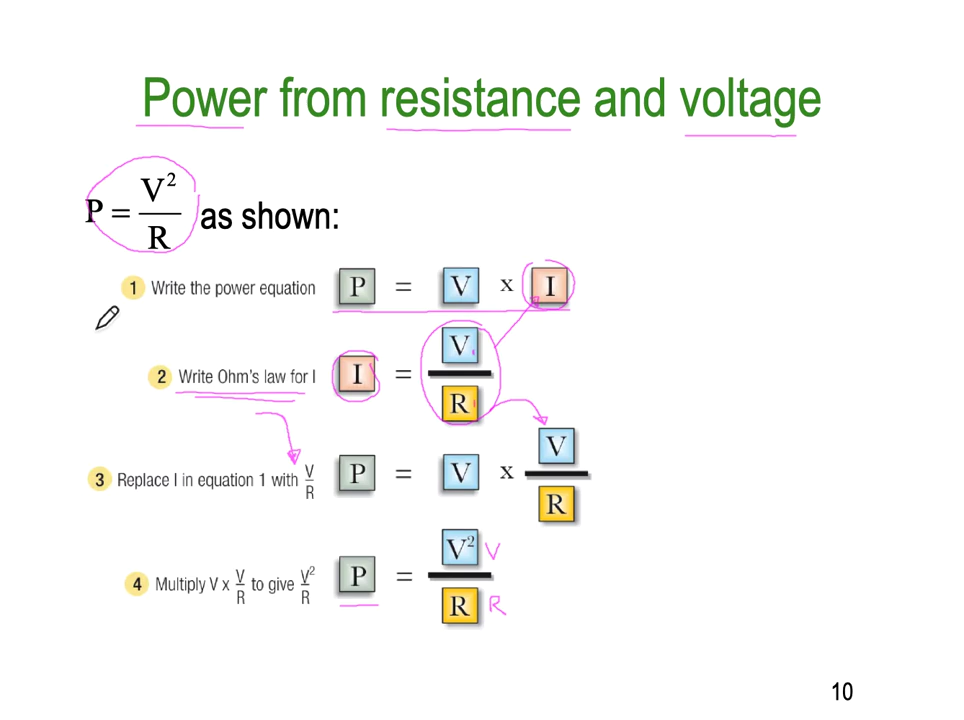 Power from resistance and voltage
P = V² / R as shown:
1 Write the power equation P = V x I
2 Write Ohm's law for I I = V / R
3 Replace I in equation 1 with V / R P = V x V / R
4 Multiply V x V / R to give V² / R P = V² / R
V
R
10